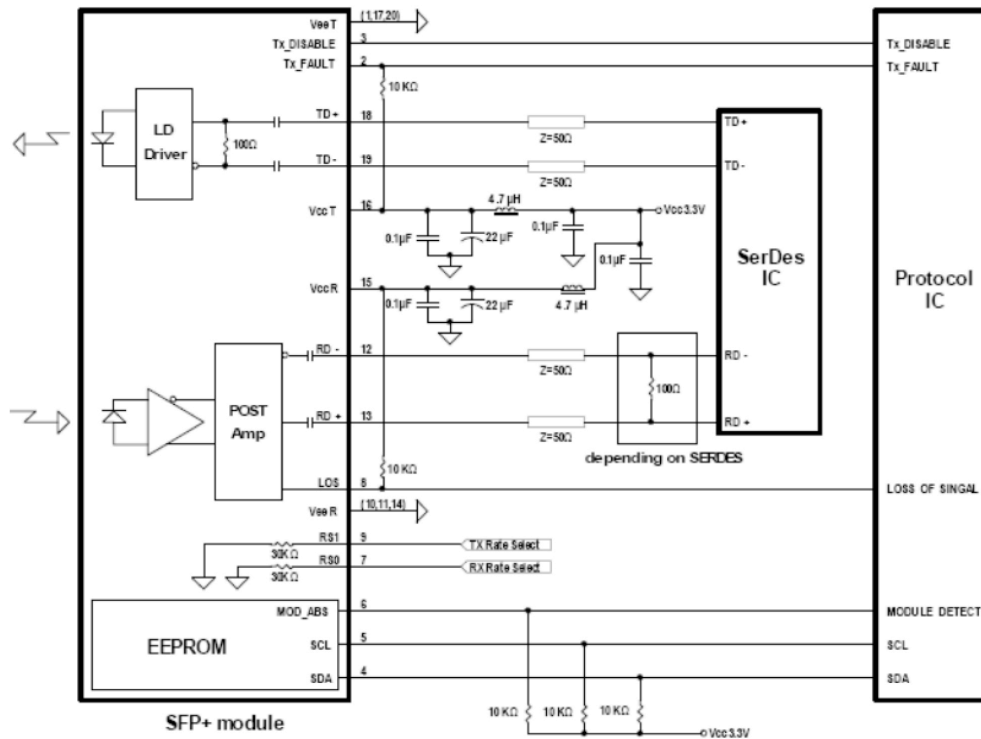 VeeT (1,17,20)
Tx_DISABLE 3 Tx_DISABLE
Tx_FAULT 2 Tx_FAULT
10 KΩ
LD Driver
100Ω
TD+ 18 Z=50Ω TD+
TD - 19 Z=50Ω TD -
VccT 16 4.7 μH Vcc3.3V
0.1μF 22 μF 0.1μF
0.1μF
VccR 15 4.7 μH
0.1μF 22 μF
SerDes IC
Protocol IC
RD - 12 Z=50Ω RD -
100Ω
POST Amp
RD + 13 Z=50Ω RD +
depending on SERDES
10 KΩ
LOS 8 LOSS OF SINGAL
VeeR (10,11,14)
RS1 9 TX Rate Select
30KΩ
RS0 7 RX Rate Select
30KΩ
MOD_ABS 6 MODULE DETECT
EEPROM
SCL 5 SCL
SDA 4 SDA
10 KΩ 10 KΩ 10 KΩ
Vcc3.3V
SFP+ module